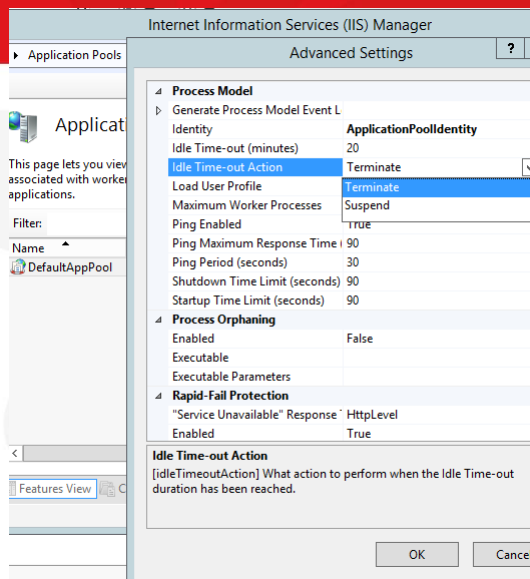 Internet Information Services (IIS) Manager
Application Pools
Advanced Settings
?
Applicati
This page lets you view
associated with worker
applications.
Filter:
Name
DefaultAppPool
Features View
C
Process Model
Generate Process Model Event L
Identity ApplicationPoolIdentity
Idle Time-out (minutes) 20
Idle Time-out Action Terminate
Load User Profile Terminate
Maximum Worker Processes Suspend
Ping Enabled True
Ping Maximum Response Time ( 90
Ping Period (seconds) 30
Shutdown Time Limit (seconds) 90
Startup Time Limit (seconds) 90
Process Orphaning
Enabled False
Executable
Executable Parameters
Rapid-Fail Protection
"Service Unavailable" Response HttpLevel
Enabled True
Idle Time-out Action
[idleTimeoutAction] What action to perform when the Idle Time-out
duration has been reached.
OK Cance